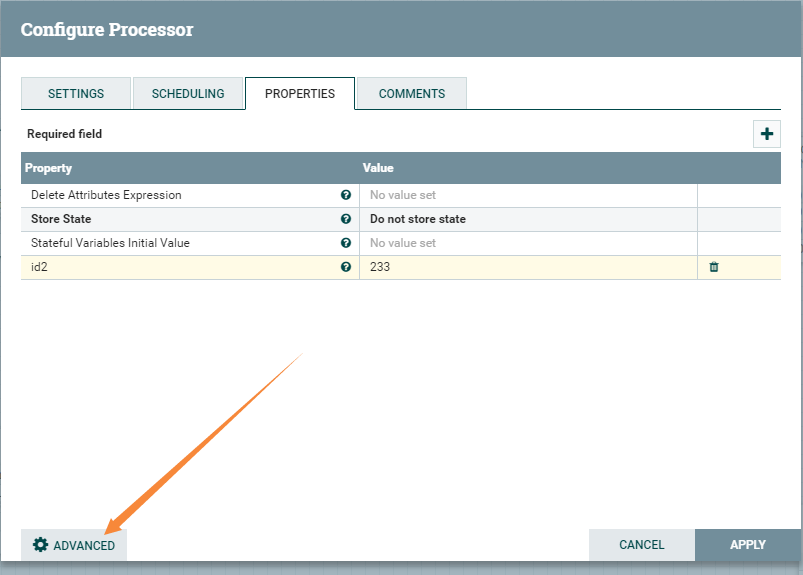 Configure Processor
SETTINGS SCHEDULING PROPERTIES COMMENTS
Required field
Property Value
Delete Attributes Expression No value set
Store State Do not store state
Stateful Variables Initial Value No value set
id2 233
ADVANCED CANCEL APPLY